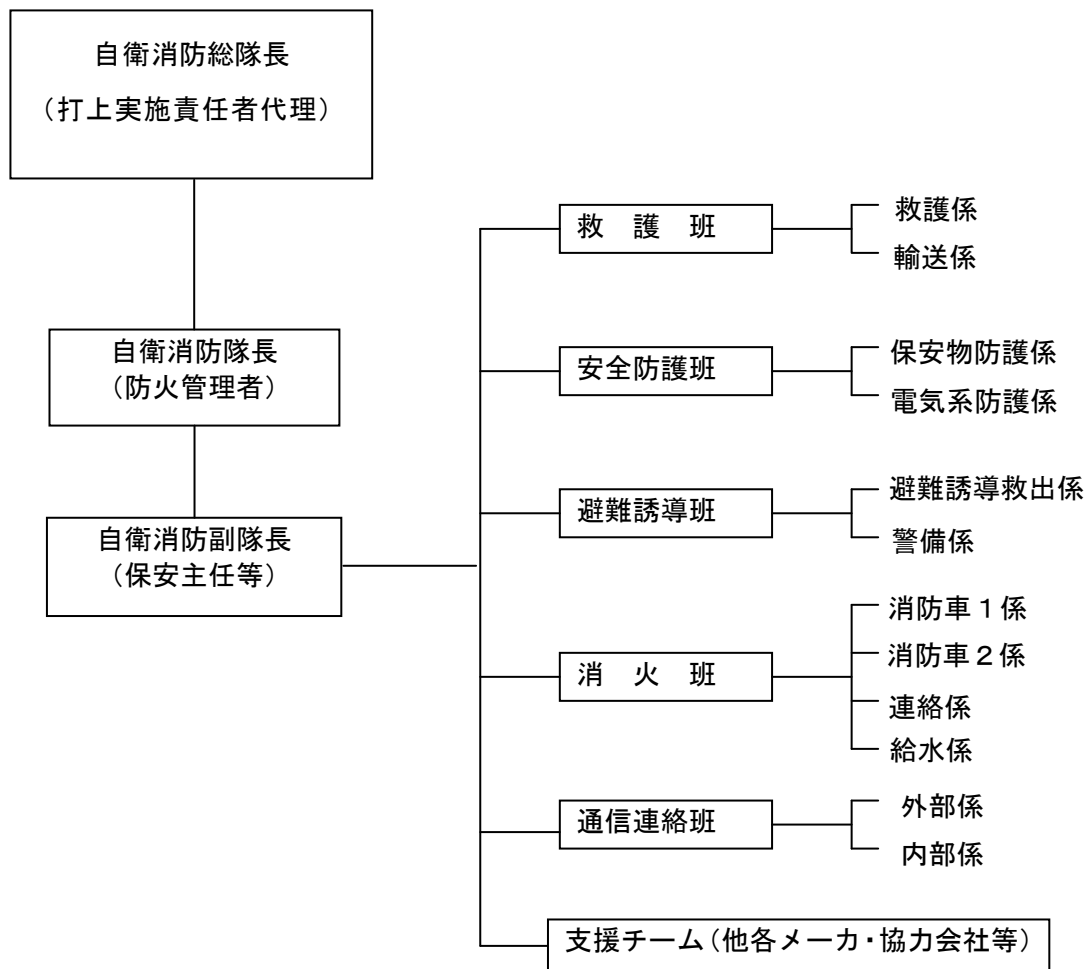 自衛消防総隊長
（打上実施責任者代理）
自衛消防隊長
（防火管理者）
自衛消防副隊長
（保安主任等）
救　護　班
救護係
輸送係
安全防護班
保安物防護係
電気系防護係
避難誘導班
避難誘導救出係
警備係
消　火　班
消防車１係
消防車２係
連絡係
給水係
通信連絡班
外部係
内部係
支援チーム（他各メーカ・協力会社等）